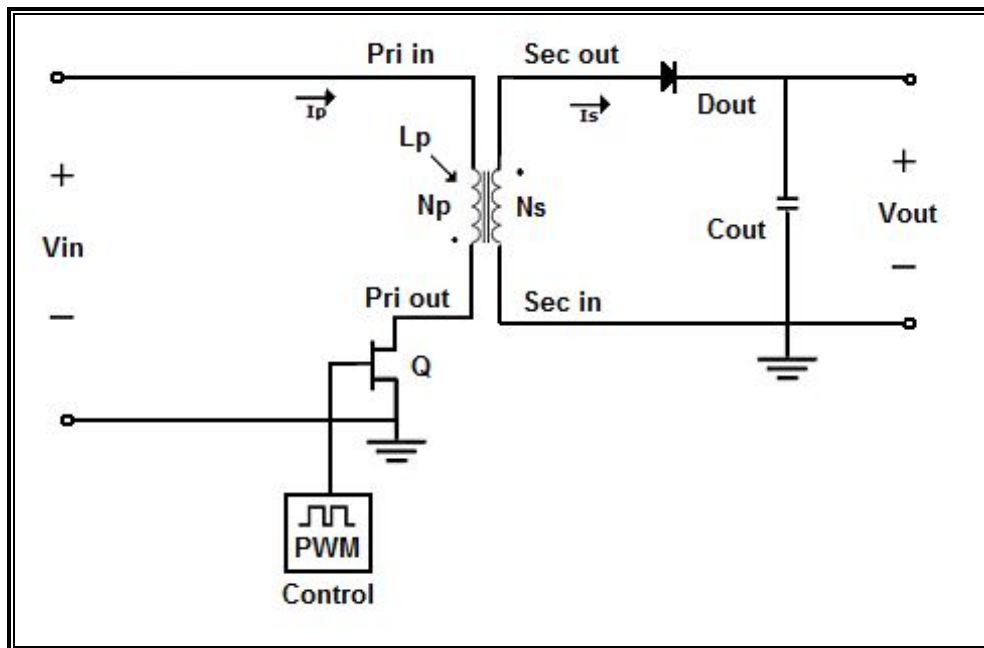 Pri in
Sec out
Ip
Is
Dout
Lp
+
+
Np
Ns
Vin
Cout
Vout
–
–
Pri out
Sec in
Q
PWM
Control